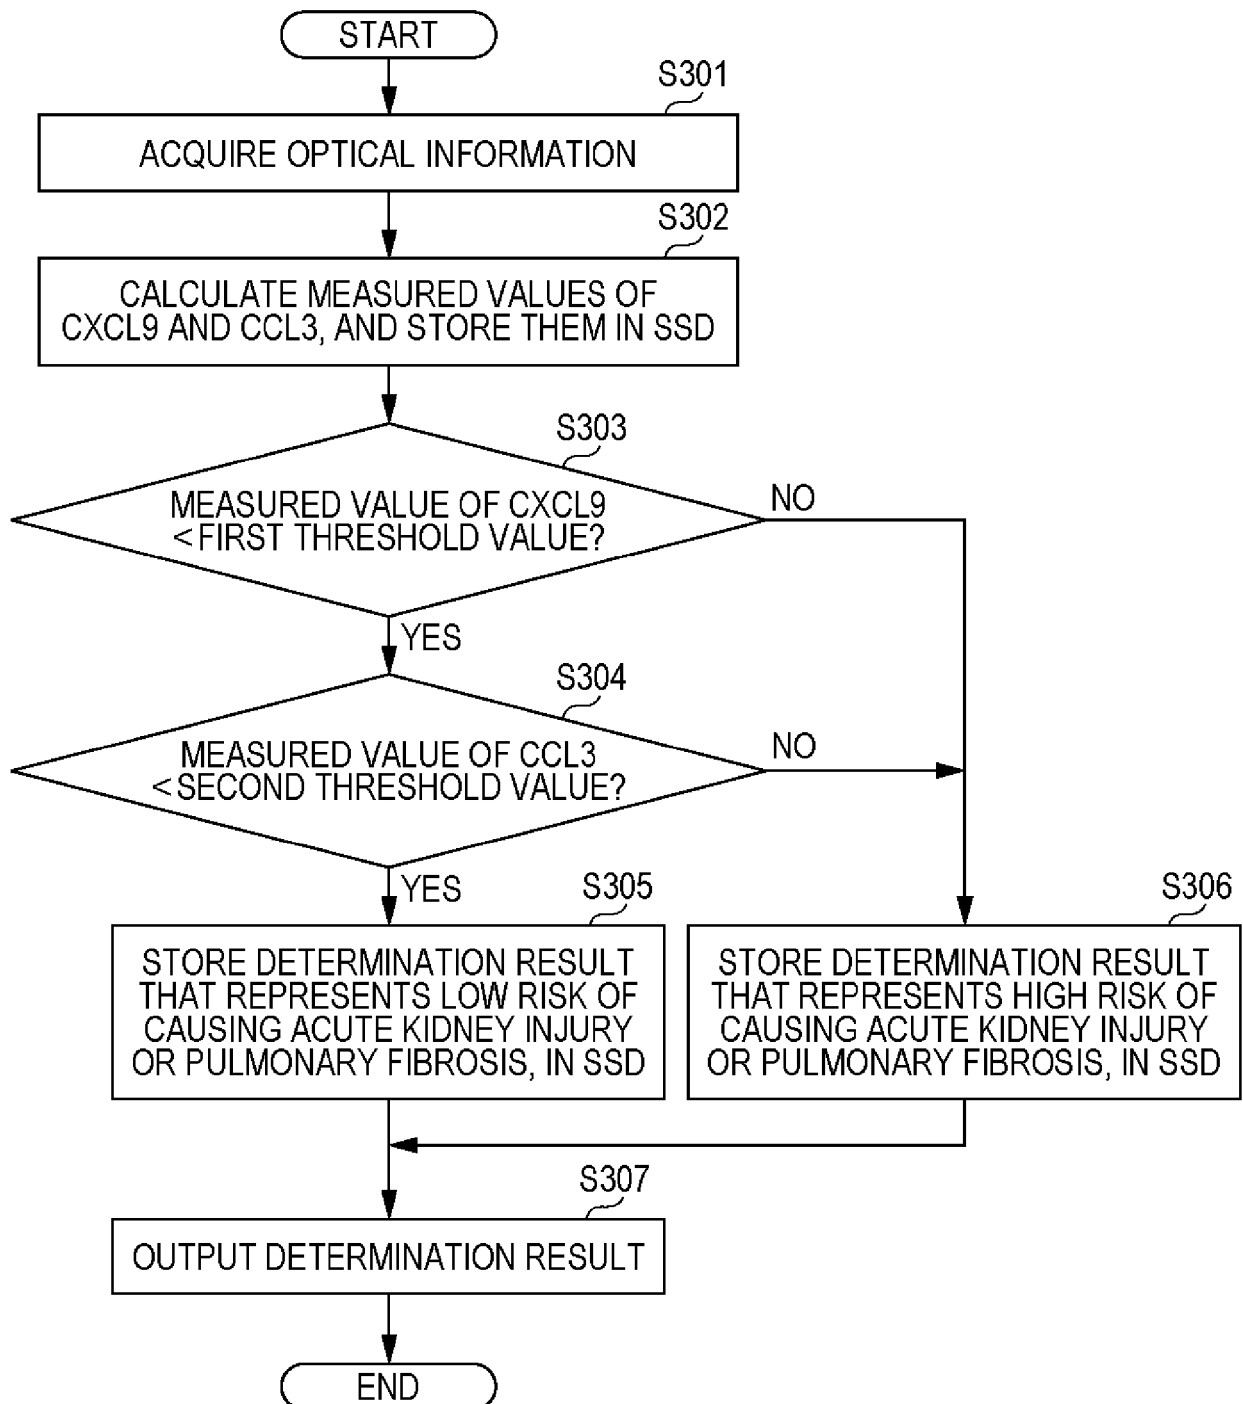 START
S301
ACQUIRE OPTICAL INFORMATION
S302
CALCULATE MEASURED VALUES OF
CXCL9 AND CCL3, AND STORE THEM IN SSD
S303
MEASURED VALUE OF CXCL9
<FIRST THRESHOLD VALUE?
NO
YES
S304
MEASURED VALUE OF CCL3
<SECOND THRESHOLD VALUE?
NO
YES
S305
STORE DETERMINATION RESULT
THAT REPRESENTS LOW RISK OF
CAUSING ACUTE KIDNEY INJURY
OR PULMONARY FIBROSIS, IN SSD
S306
STORE DETERMINATION RESULT
THAT REPRESENTS HIGH RISK OF
CAUSING ACUTE KIDNEY INJURY
OR PULMONARY FIBROSIS, IN SSD
S307
OUTPUT DETERMINATION RESULT
END